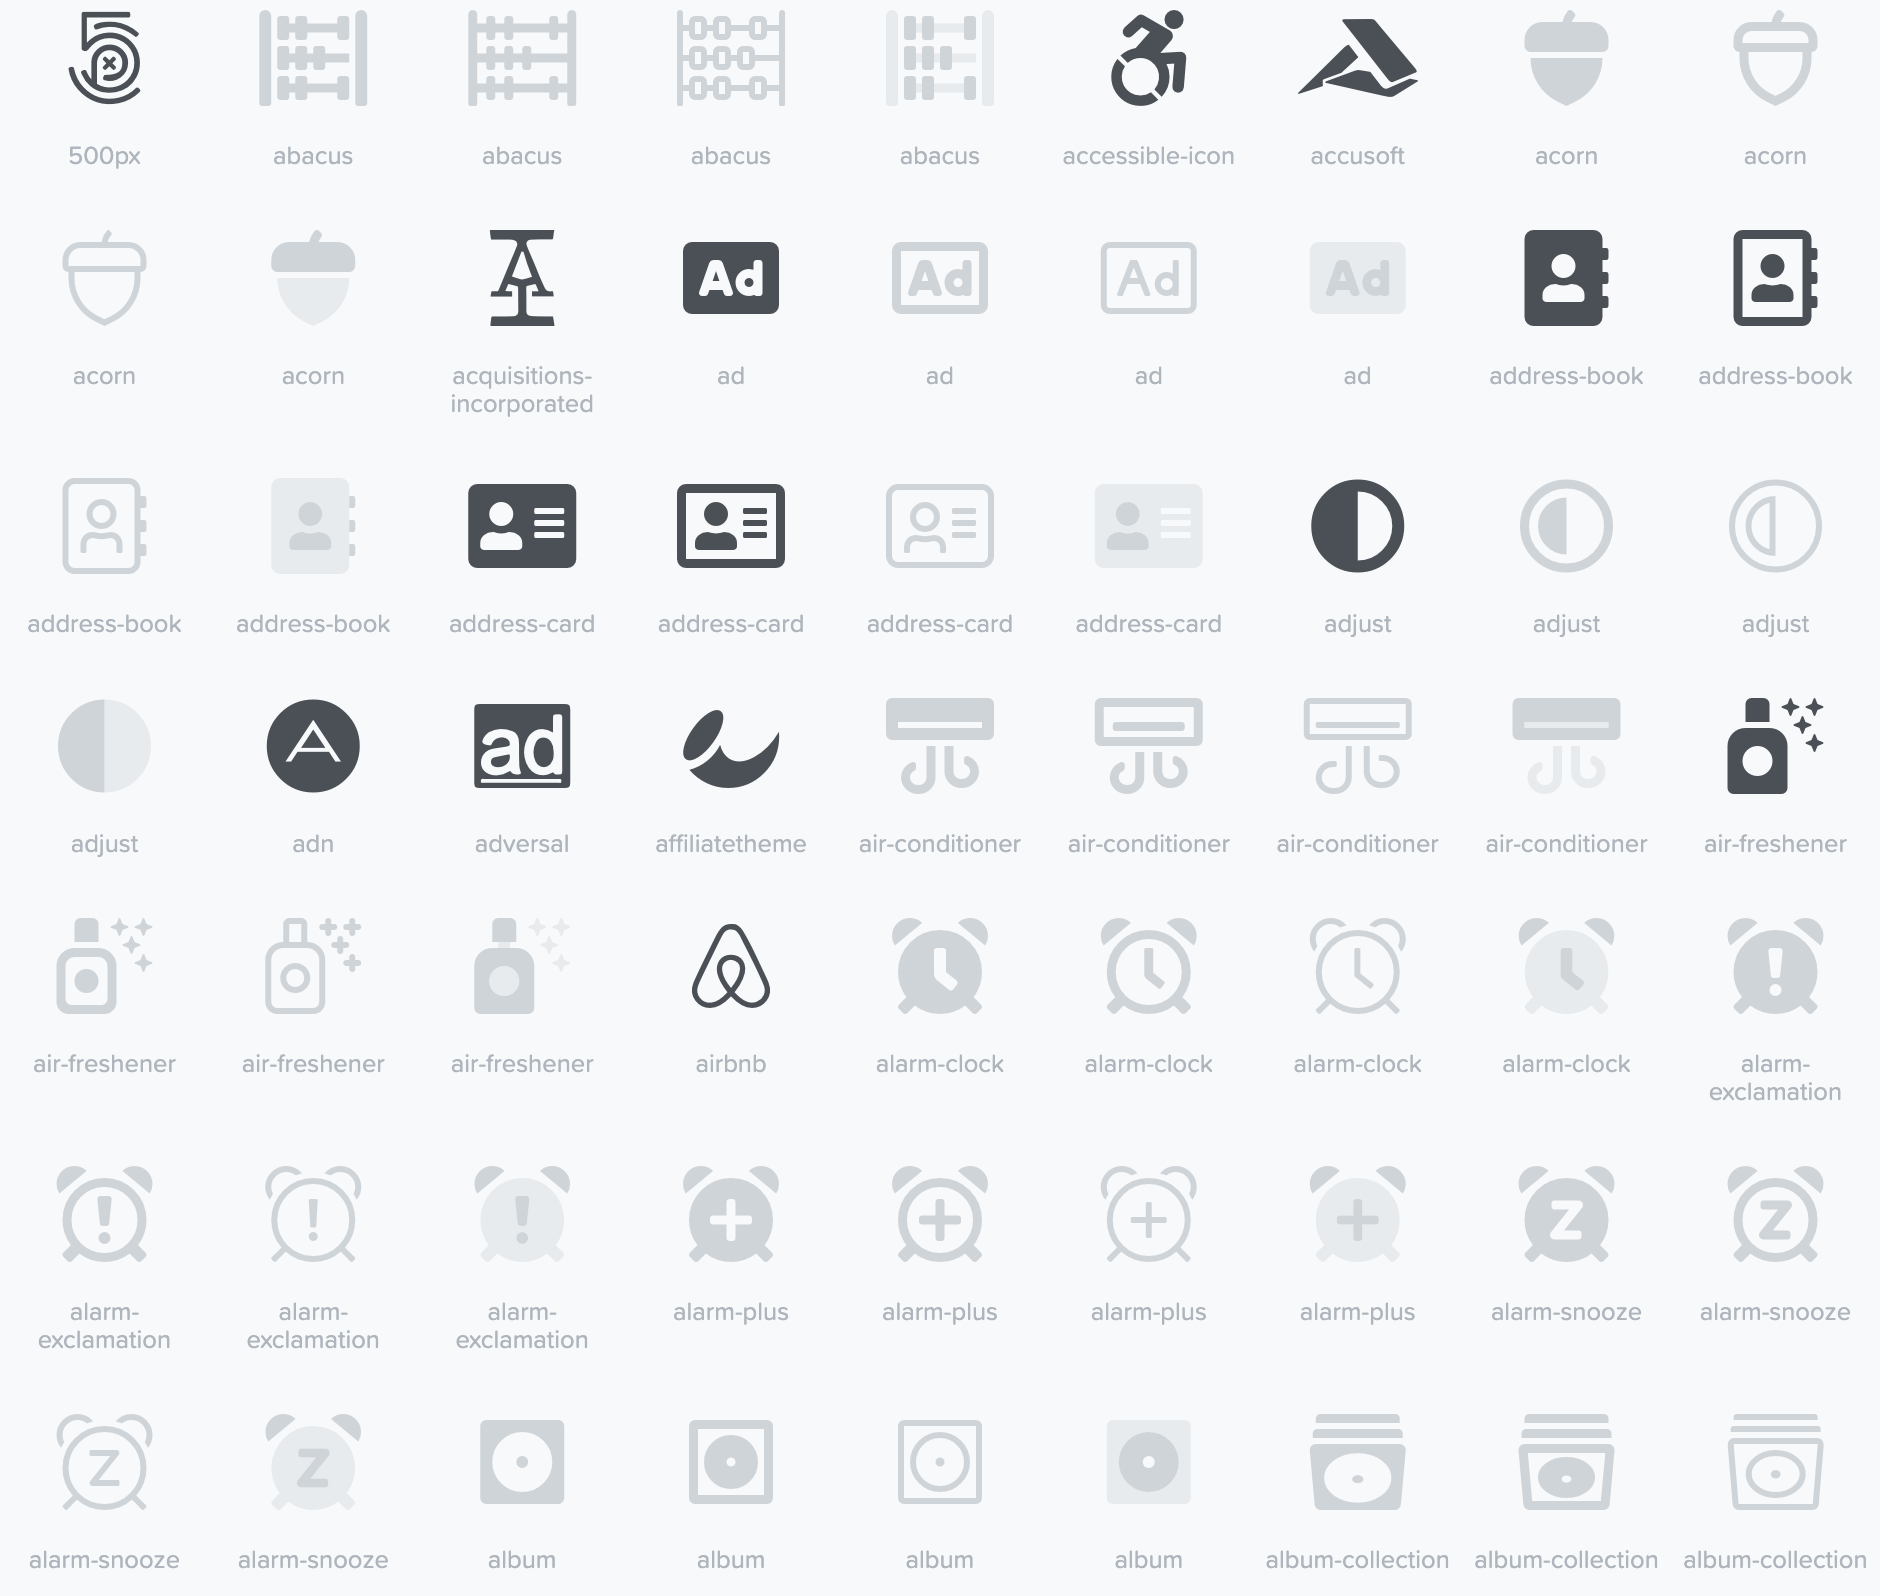 500px
abacus
abacus
abacus
abacus
accessible-icon
accusoft
acorn
acorn
acorn
acorn
acquisitions-
incorporated
Ad
ad
Ad
ad
Ad
ad
Ad
ad
address-book
address-book
address-book
address-book
address-card
address-card
address-card
address-card
adjust
adjust
adjust
adjust
adn
ad
adversal
affiliatetheme
air-conditioner
air-conditioner
air-conditioner
air-conditioner
air-freshener
air-freshener
air-freshener
air-freshener
airbnb
alarm-clock
alarm-clock
alarm-clock
alarm-clock
!
alarm-
exclamation
!
alarm-
exclamation
!
alarm-
exclamation
!
alarm-
exclamation
alarm-plus
alarm-plus
alarm-plus
alarm-plus
Z
alarm-snooze
Z
alarm-snooze
Z
alarm-snooze
Z
alarm-snooze
album
album
album
album
album-collection
album-collection
album-collection